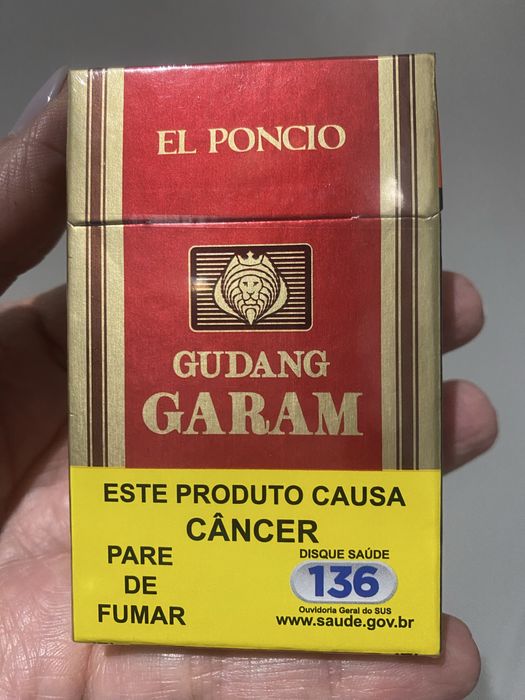 EL PONCIO
GUDANG
GARAM
ESTE PRODUTO CAUSA
CÂNCER
PARE
DE
FUMAR
DISQUE SAÚDE
136
Ouvidoria Geral do SUS
www.saude.gov.br